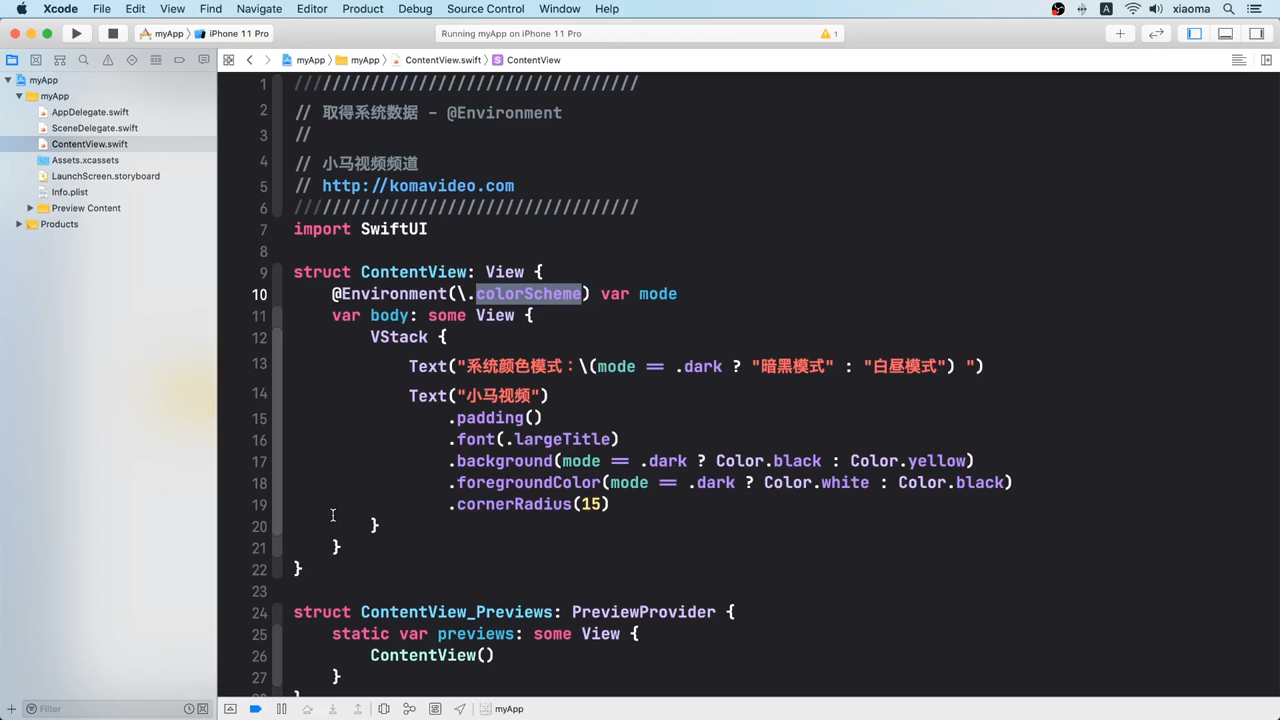 Xcode File Edit View Find Navigate Editor Product Debug Source Control Window Help A xiaoma
myApp iPhone 11 Pro Running myApp on iPhone 11 Pro 1
myApp myApp ContentView.swift S ContentView
myApp
myApp
AppDelegate.swift
SceneDelegate.swift
ContentView.swift
Assets.xcassets
LaunchScreen.storyboard
Info.plist
Preview Content
Products
1 ///////////////////////////////////
2 // 取得系统数据 - @Environment
3 //
4 // 小马视频频道
5 // http://komavideo.com
6 ///////////////////////////////////
7 import SwiftUI
8
9 struct ContentView: View {
10 @Environment(\.colorScheme) var mode
11 var body: some View {
12 VStack {
13 Text("系统颜色模式：\(mode == .dark ? "暗黑模式" : "白昼模式") ")
14 Text("小马视频")
15 .padding()
16 .font(.largeTitle)
17 .background(mode == .dark ? Color.black : Color.yellow)
18 .foregroundColor(mode == .dark ? Color.white : Color.black)
19 .cornerRadius(15)
20 }
21 }
22 }
23
24 struct ContentView_Previews: PreviewProvider {
25 static var previews: some View {
26 ContentView()
27 }
Filter myApp